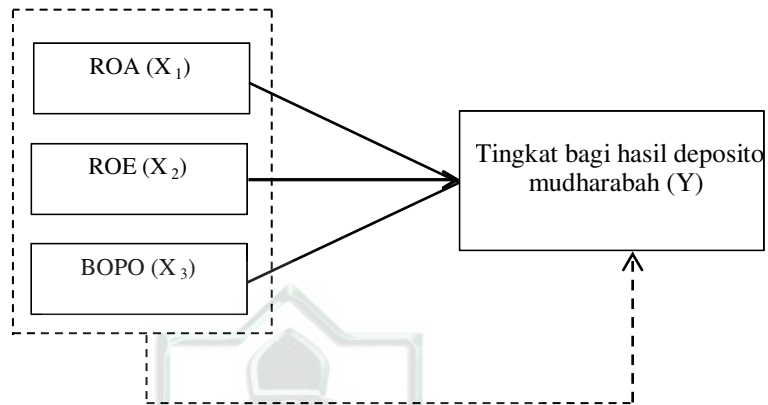 ROA (X₁)
ROE (X₂)
BOPO (X₃)
Tingkat bagi hasil deposito
mudharabah (Y)